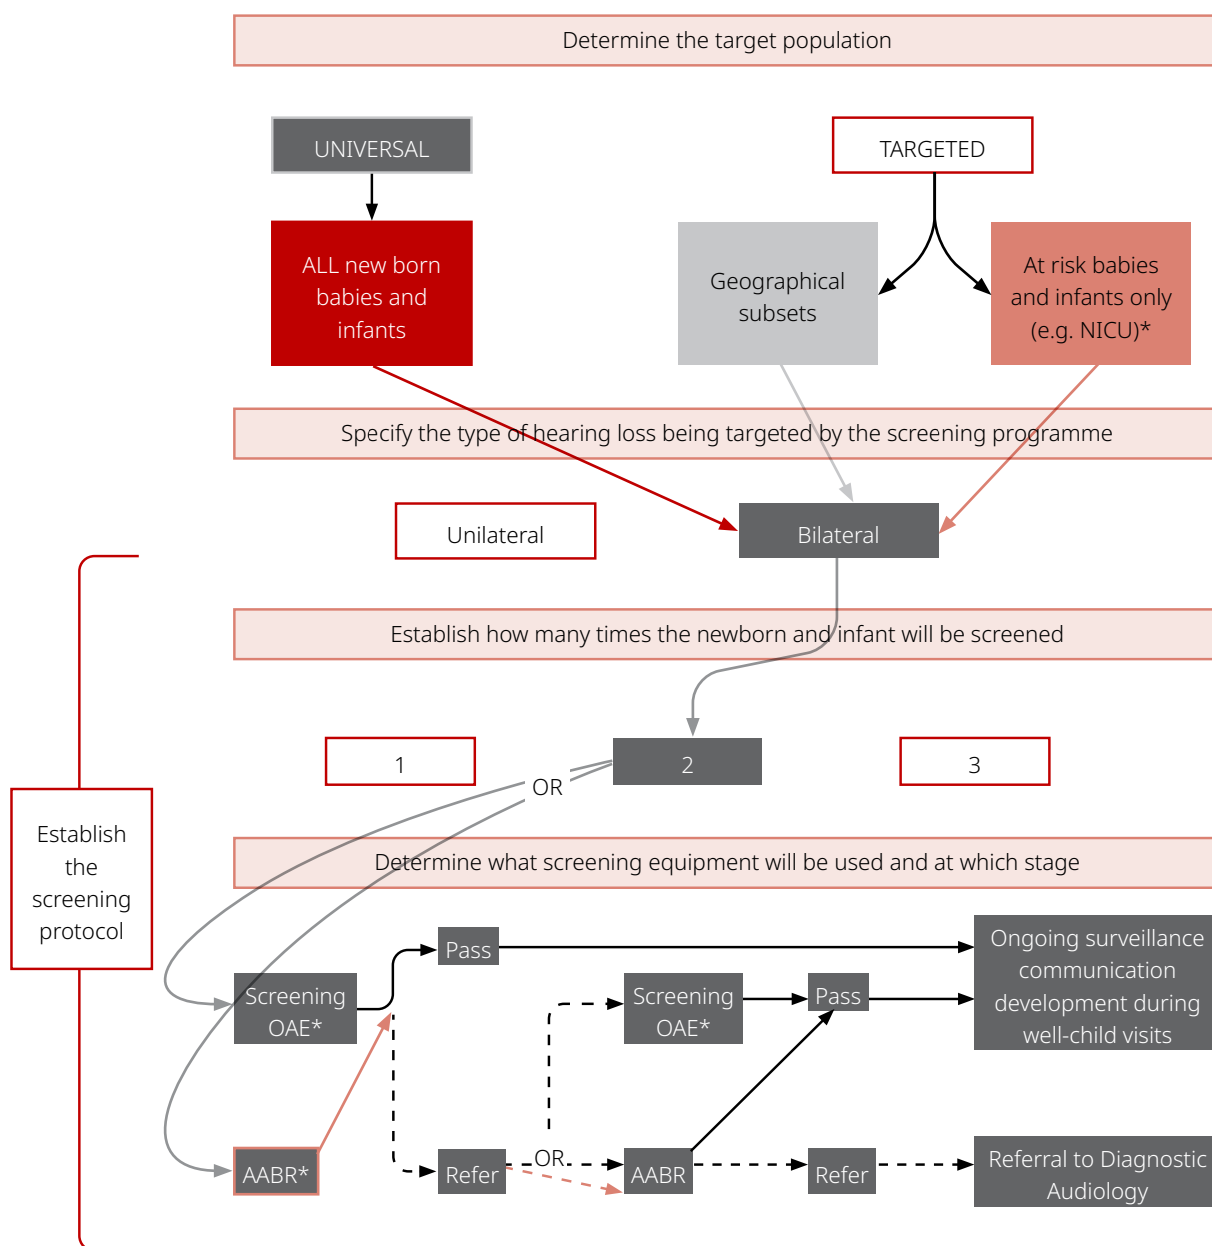 Determine the target population
UNIVERSAL
TARGETED
ALL new born
babies and
infants
Geographical
subsets
At risk babies
and infants only
(e.g. NICU)*
Specify the type of hearing loss being targeted by the screening programme
Unilateral
Bilateral
Establish how many times the newborn and infant will be screened
1
2
3
OR
Establish
the
screening
protocol
Determine what screening equipment will be used and at which stage
Pass
Screening
OAE*
Screening
OAE*
Pass
Ongoing surveillance
communication
development during
well-child visits
AABR*
Refer
OR
AABR
Refer
Referral to Diagnostic
Audiology